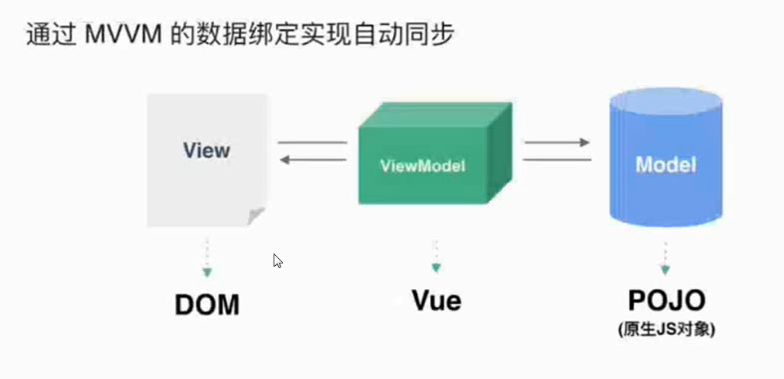 通过 MVVM 的数据绑定实现自动同步
View
ViewModel
Model
DOM
Vue
POJO
(原生JS对象)